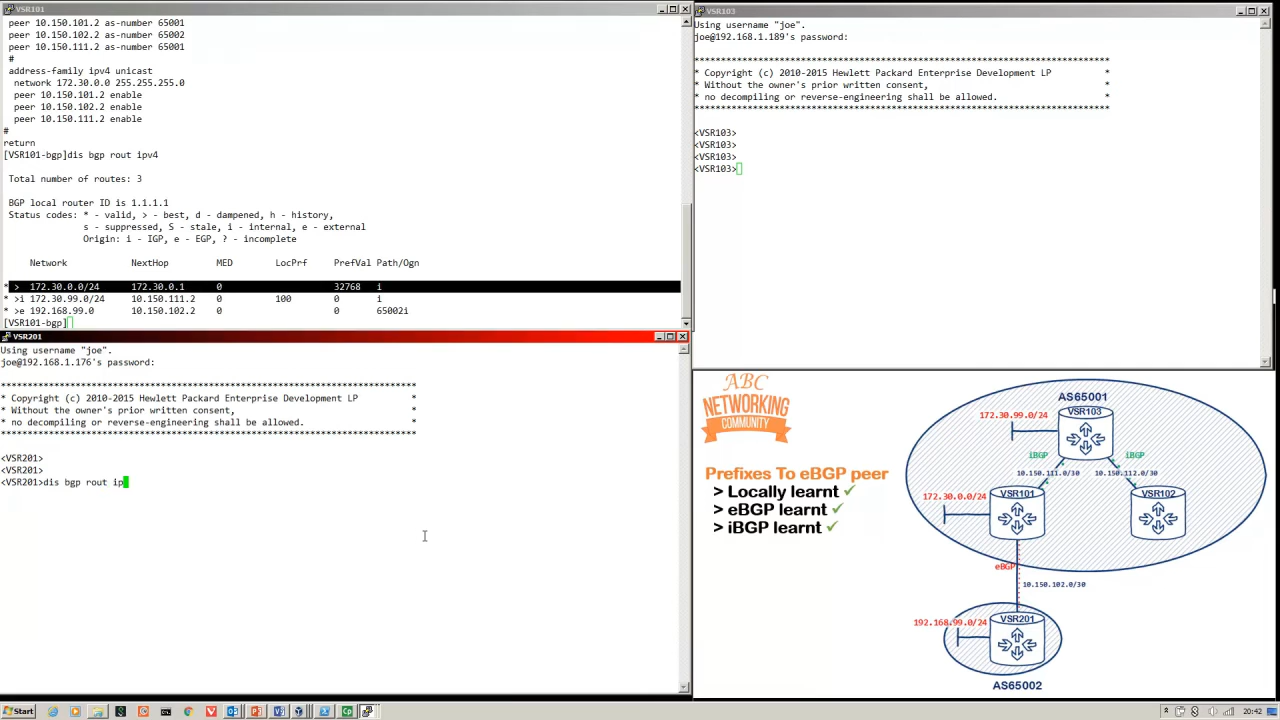 VSR101
peer 10.150.101.2 as-number 65001
peer 10.150.102.2 as-number 65002
peer 10.150.111.2 as-number 65001
#
address-family ipv4 unicast
network 172.30.0.0 255.255.255.0
peer 10.150.101.2 enable
peer 10.150.102.2 enable
peer 10.150.111.2 enable
#
return
[VSR101-bgp]dis bgp rout ipv4
Total number of routes: 3
BGP local router ID is 1.1.1.1
Status codes: * - valid, > - best, d - dampened, h - history,
s - suppressed, S - stale, i - internal, e - external
Origin: i - IGP, e - EGP, ? - incomplete
Network NextHop MED LocPrf PrefVal Path/Ogn
* > 172.30.0.0/24 172.30.0.1 0 32768 i
* >i 172.30.99.0/24 10.150.111.2 0 100 0 i
* >e 192.168.99.0 10.150.102.2 0 0 65002i
[VSR101-bgp]
VSR201
Using username "joe".
joe@192.168.1.176's password:
******************************************************************************
* Copyright (c) 2010-2015 Hewlett Packard Enterprise Development LP *
* Without the owner's prior written consent, *
* no decompiling or reverse-engineering shall be allowed. *
******************************************************************************
<VSR201>
<VSR201>
<VSR201>dis bgp rout ip
VSR103
Using username "joe".
joe@192.168.1.189's password:
******************************************************************************
* Copyright (c) 2010-2015 Hewlett Packard Enterprise Development LP *
* Without the owner's prior written consent, *
* no decompiling or reverse-engineering shall be allowed. *
******************************************************************************
<VSR103>
<VSR103>
<VSR103>
<VSR103>
ABC
NETWORKING
COMMUNITY
Prefixes To eBGP peer
> Locally learnt ✓
> eBGP learnt ✓
> iBGP learnt ✓
AS65001
172.30.99.0/24
VSR103
iBGP
iBGP
10.150.111.0/30
10.150.112.0/30
172.30.0.0/24
VSR101
VSR102
eBGP
10.150.102.0/30
192.168.99.0/24
VSR201
AS65002
Start
20:42